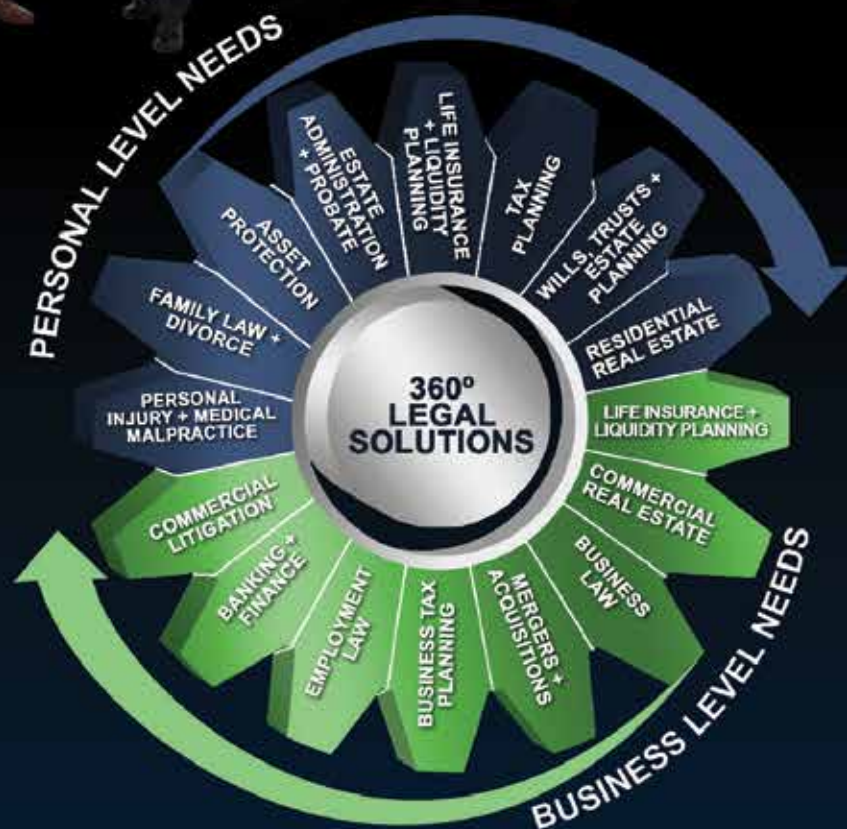 PERSONAL LEVEL NEEDS
PERSONAL
INJURY + MEDICAL
MALPRACTICE
FAMILY LAW +
DIVORCE
ASSET
PROTECTION
ESTATE
ADMINISTRATION
+ PROBATE
LIFE INSURANCE
+ LIQUIDITY
PLANNING
TAX
PLANNING
WILLS, TRUSTS +
ESTATE
PLANNING
RESIDENTIAL
REAL ESTATE
360º
LEGAL
SOLUTIONS
LIFE INSURANCE +
LIQUIDITY PLANNING
COMMERCIAL
REAL ESTATE
BUSINESS
LAW
MERGERS +
ACQUISITIONS
BUSINESS TAX
PLANNING
EMPLOYMENT
LAW
BANKING +
FINANCE
COMMERCIAL
LITIGATION
BUSINESS LEVEL NEEDS